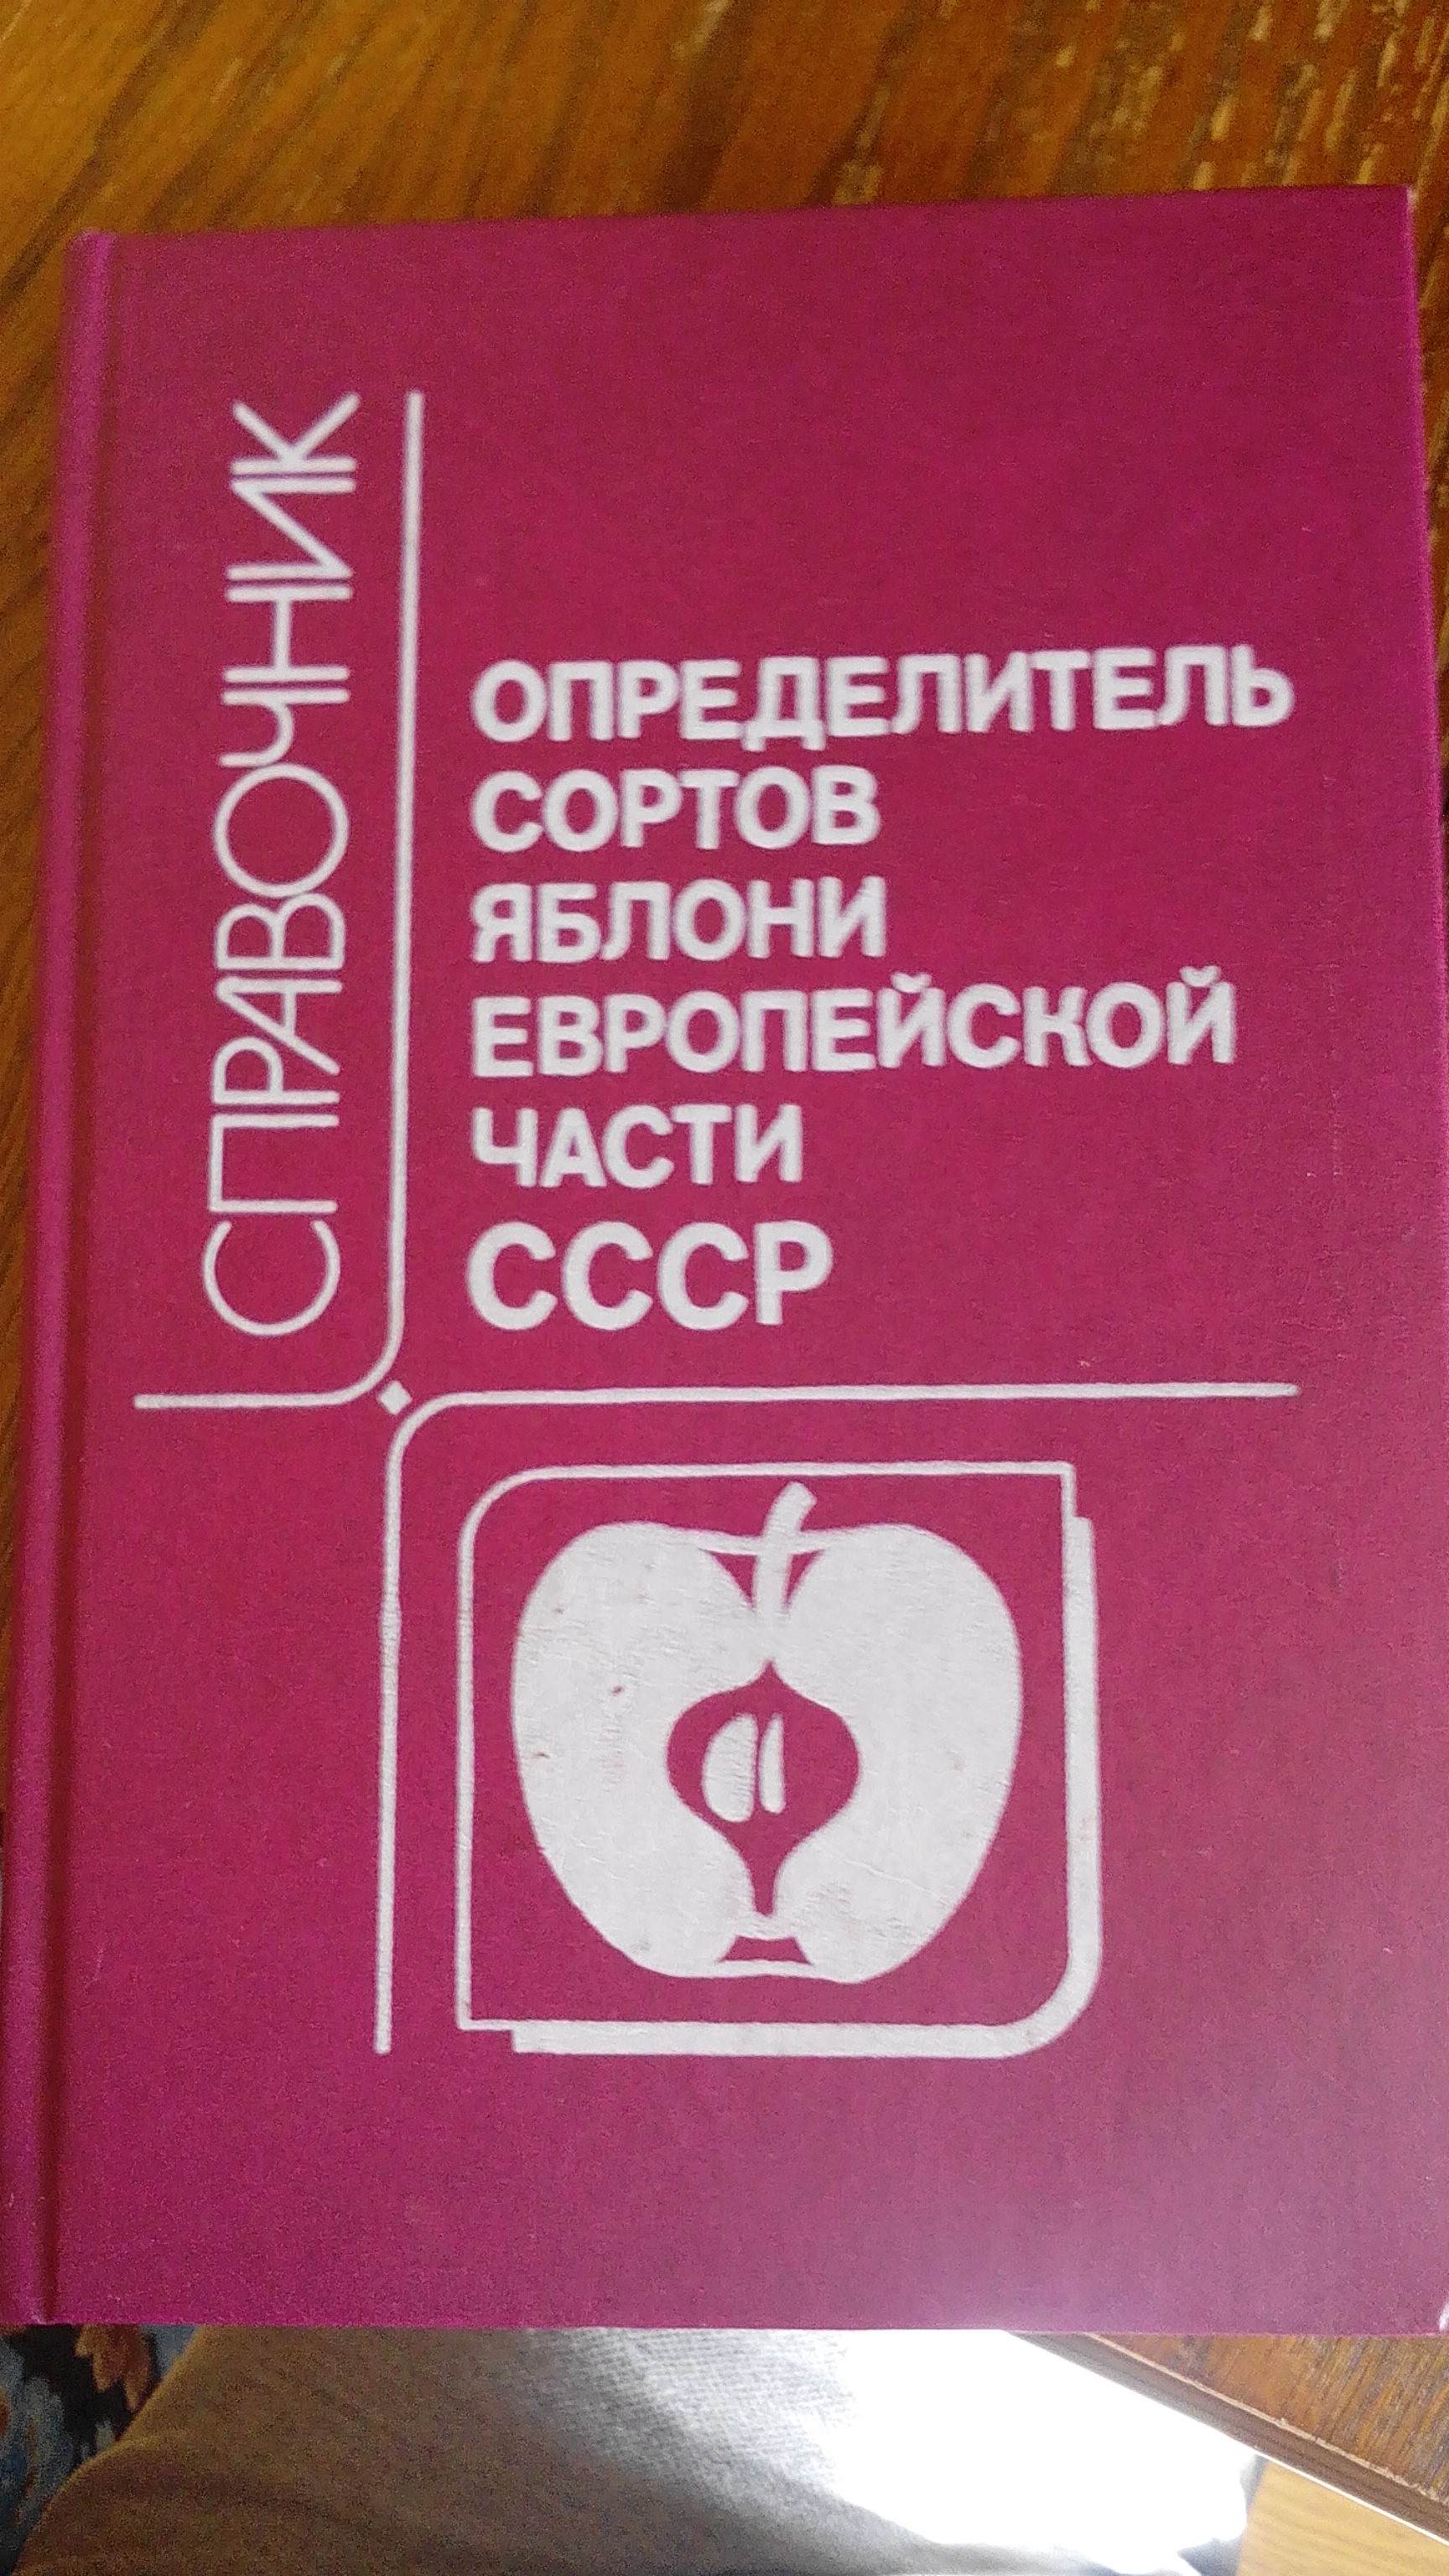 СПРАВОЧНИК
ОПРЕДЕЛИТЕЛЬ
СОРТОВ
ЯБЛОНИ
ЕВРОПЕЙСКОЙ
ЧАСТИ
СССР